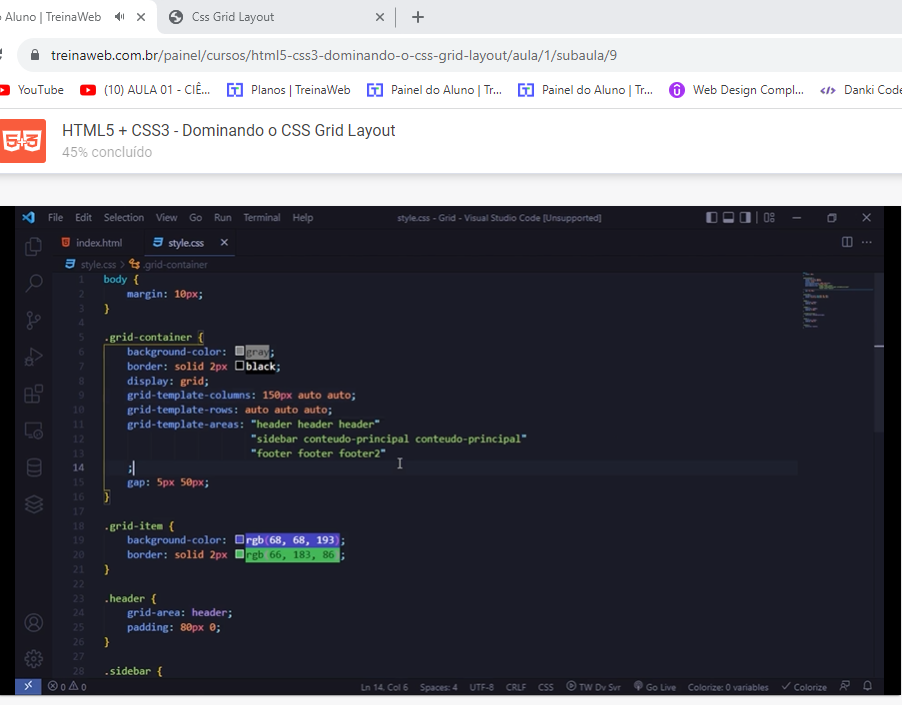 o Aluno | TreinaWeb
Css Grid Layout
treinaweb.com.br/painel/cursos/html5-css3-dominando-o-css-grid-layout/aula/1/subaula/9
YouTube
(10) AULA 01 - CIÊ...
Planos | TreinaWeb
Painel do Aluno | Tr...
Painel do Aluno | Tr...
Web Design Compl...
Danki Code
5+3
HTML5 + CSS3 - Dominando o CSS Grid Layout
45% concluído
File Edit Selection View Go Run Terminal Help
style.css - Grid - Visual Studio Code [Unsupported]
index.html
style.css
style.css > .grid-container
1 body {
2 margin: 10px;
3 }
4
5 .grid-container {
6 background-color: gray;
7 border: solid 2px black;
8 display: grid;
9 grid-template-columns: 150px auto auto;
10 grid-template-rows: auto auto auto;
11 grid-template-areas: "header header header"
12 "sidebar conteudo-principal conteudo-principal"
13 "footer footer footer2"
14 ;
15 gap: 5px 50px;
16 }
17
18 .grid-item {
19 background-color: rgb(68, 68, 193);
20 border: solid 2px rgb 66, 183, 86 ;
21 }
22
23 .header {
24 grid-area: header;
25 padding: 80px 0;
26 }
27
28 .sidebar {
0 0
Ln 14, Col 6
Spaces: 4
UTF-8
CRLF
CSS
TW Dv Svr
Go Live
Colorize: 0 variables
Colorize